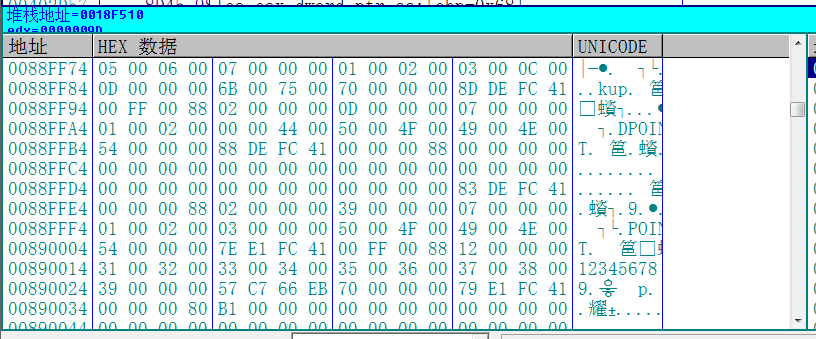 堆栈地址=0018F510
地址 HEX 数据 UNICODE
0088FF74 05 00 06 00 07 00 00 00 01 00 02 00 03 00 0C 00
0088FF84 0D 00 00 00 6B 00 75 00 70 00 00 00 8D DE FC 41 ..kup.
0088FF94 00 FF 00 88 02 00 00 00 0D 00 00 00 07 00 00 00
0088FFA4 01 00 02 00 00 00 44 00 50 00 4F 00 49 00 4E 00 ┐.DPOIN
0088FFB4 54 00 00 00 88 DE FC 41 00 00 00 88 00 00 00 00 T.
0088FFC4 00 00 00 00 00 00 00 00 00 00 00 00 00 00 00 00 ........
0088FFD4 00 00 00 00 00 00 00 00 00 00 00 00 83 DE FC 41 ......
0088FFE4 00 00 00 88 02 00 00 00 39 00 00 00 07 00 00 00
0088FFF4 01 00 02 00 03 00 00 00 50 00 4F 00 49 00 4E 00 ┐└.POIN
00890004 54 00 00 00 7E E1 FC 41 00 FF 00 88 12 00 00 00 T.
00890014 31 00 32 00 33 00 34 00 35 00 36 00 37 00 38 00 12345678
00890024 39 00 00 00 57 C7 66 EB 70 00 00 00 79 E1 FC 41 9.
00890034 00 00 00 80 B1 00 00 00 00 00 00 00 00 00 00 00 .耀±.....